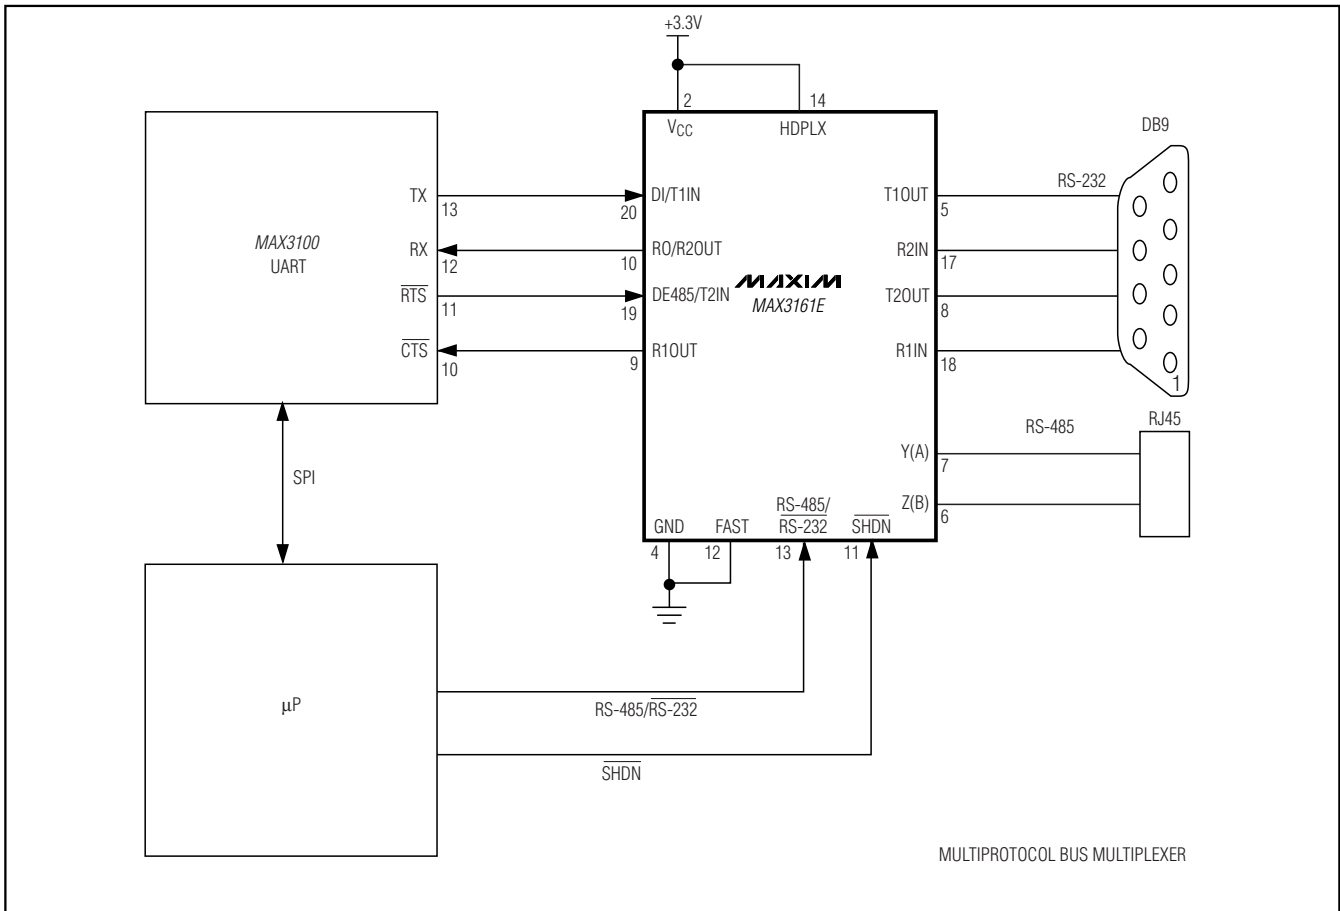 +3.3V
2
14
VCC
HDPLX
DB9
TX
13
20
DI/T1IN
T1OUT
5
RS-232
MAX3100
UART
RX
12
10
RO/R2OUT
R2IN
17
MAXIM
MAX3161E
RTS
11
19
DE485/T2IN
T2OUT
8
CTS
10
9
R1OUT
R1IN
18
1
RJ45
RS-485
Y(A)
7
Z(B)
6
SPI
GND
FAST
RS-485/
RS-232
SHDN
4
12
13
11
µP
RS-485/RS-232
SHDN
MULTIPROTOCOL BUS MULTIPLEXER